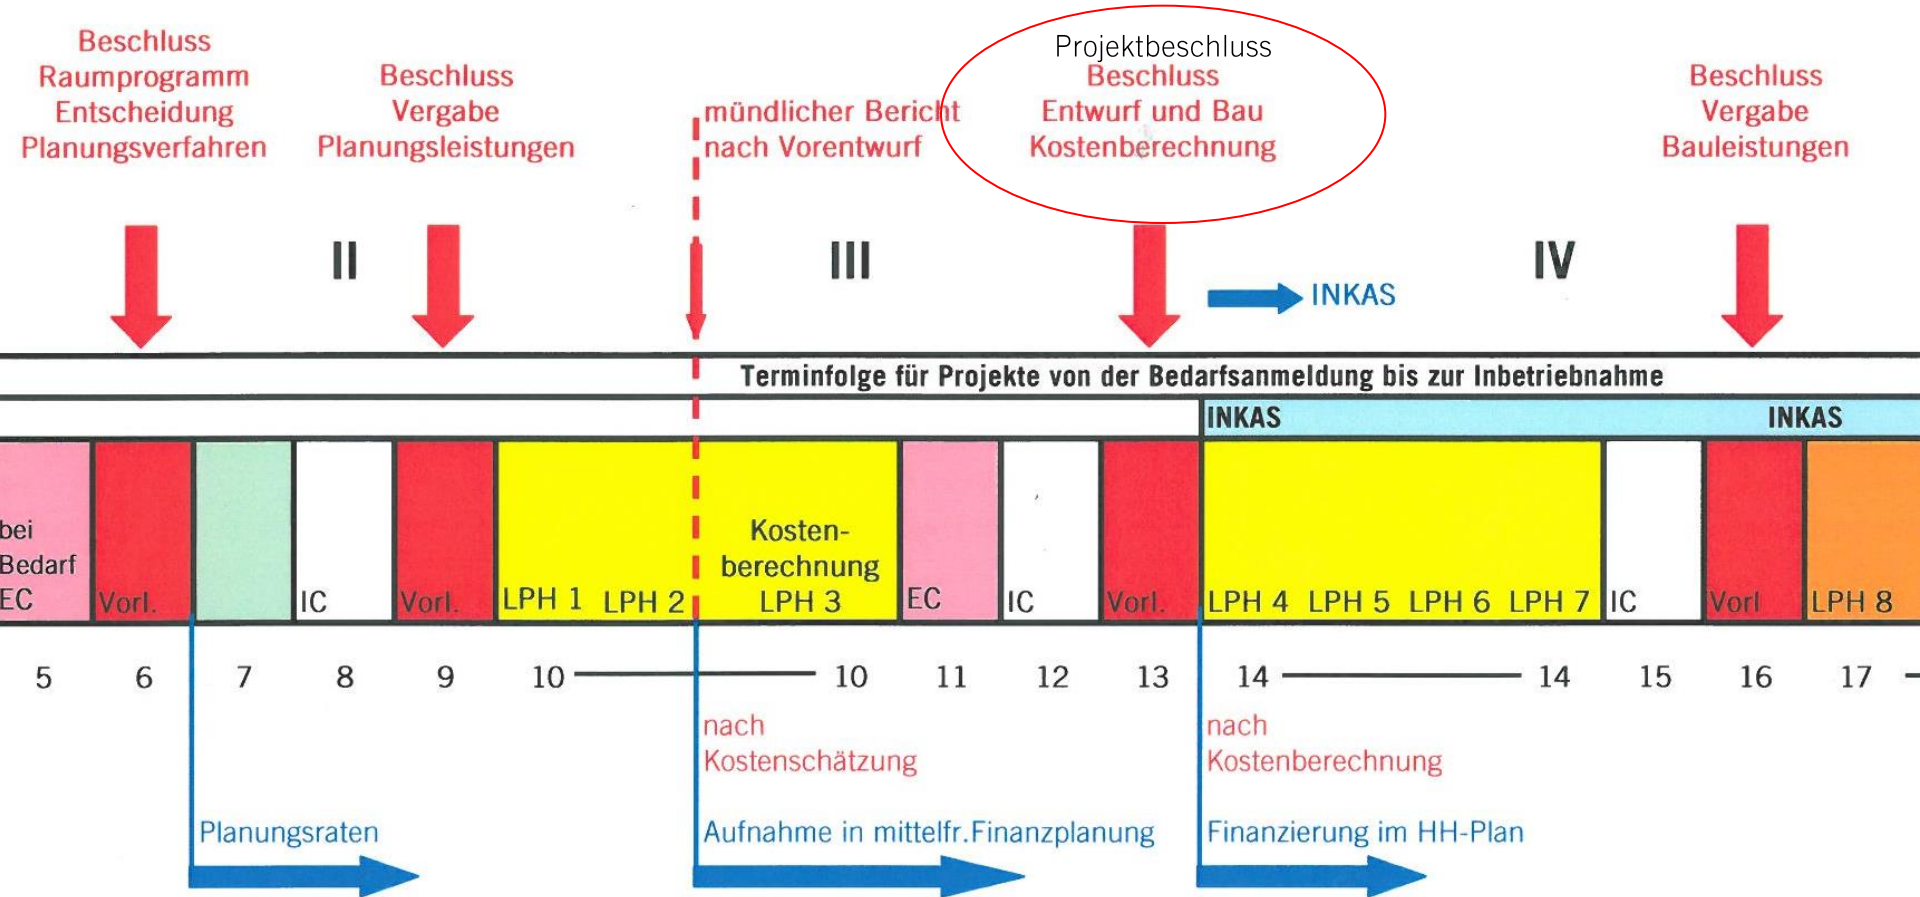 Beschluss
Raumprogramm
Entscheidung
Planungsverfahren
Beschluss
Vergabe
Planungsleistungen
mündlicher Bericht
nach Vorentwurf
Projektbeschluss
Beschluss
Entwurf und Bau
Kostenberechnung
Beschluss
Vergabe
Bauleistungen
II
III
IV
INKAS
Terminfolge für Projekte von der Bedarfsanmeldung bis zur Inbetriebnahme
INKAS
INKAS
bei
Bedarf
EC
Vorl.
IC
Vorl.
LPH 1
LPH 2
Kosten-
berechnung
LPH 3
EC
IC
Vorl.
LPH 4
LPH 5
LPH 6
LPH 7
IC
Vorl
LPH 8
5
6
7
8
9
10
10
11
12
13
14
14
15
16
17
nach
Kostenschätzung
nach
Kostenberechnung
Planungsraten
Aufnahme in mittelfr.Finanzplanung
Finanzierung im HH-Plan